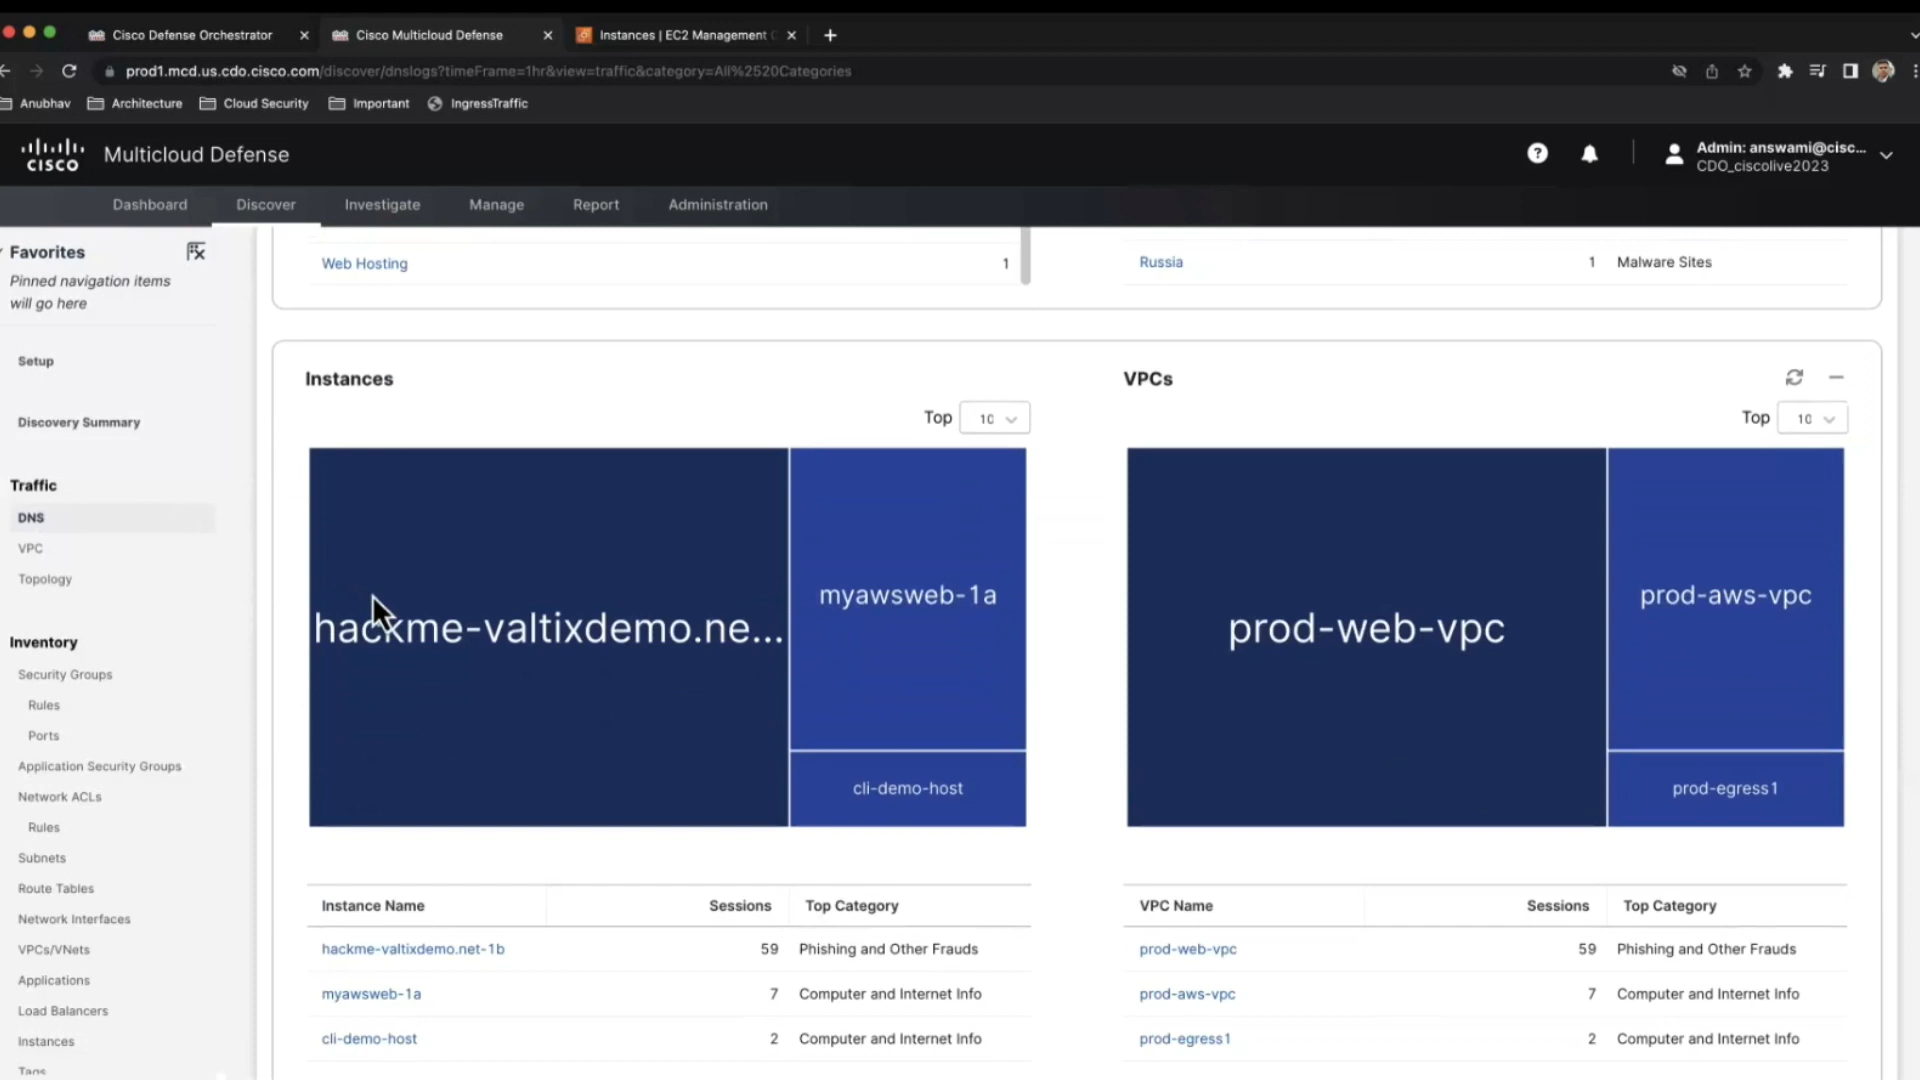 Cisco Defense Orchestrator
Cisco Multicloud Defense
Instances | EC2 Management C
prod1.mcd.us.cdo.cisco.com/discover/dnslogs?timeFrame=1hr&view=traffic&category=All%2520Categories
Anubhav
Architecture
Cloud Security
Important
IngressTraffic
CISCO
Multicloud Defense
Admin: answami@cisc...
CDO_ciscolive2023
Dashboard
Discover
Investigate
Manage
Report
Administration
Favorites
Pinned navigation items
will go here
Setup
Discovery Summary
Traffic
DNS
VPC
Topology
Inventory
Security Groups
Rules
Ports
Application Security Groups
Network ACLs
Rules
Subnets
Route Tables
Network Interfaces
VPCs/VNets
Applications
Load Balancers
Instances
Tags
Web Hosting 1
Russia 1 Malware Sites
Instances
Top 10
hackme-valtixdemo.ne...
myawsweb-1a
cli-demo-host
Instance Name Sessions Top Category
hackme-valtixdemo.net-1b 59 Phishing and Other Frauds
myawsweb-1a 7 Computer and Internet Info
cli-demo-host 2 Computer and Internet Info
VPCs
Top 10
prod-web-vpc
prod-aws-vpc
prod-egress1
VPC Name Sessions Top Category
prod-web-vpc 59 Phishing and Other Frauds
prod-aws-vpc 7 Computer and Internet Info
prod-egress1 2 Computer and Internet Info